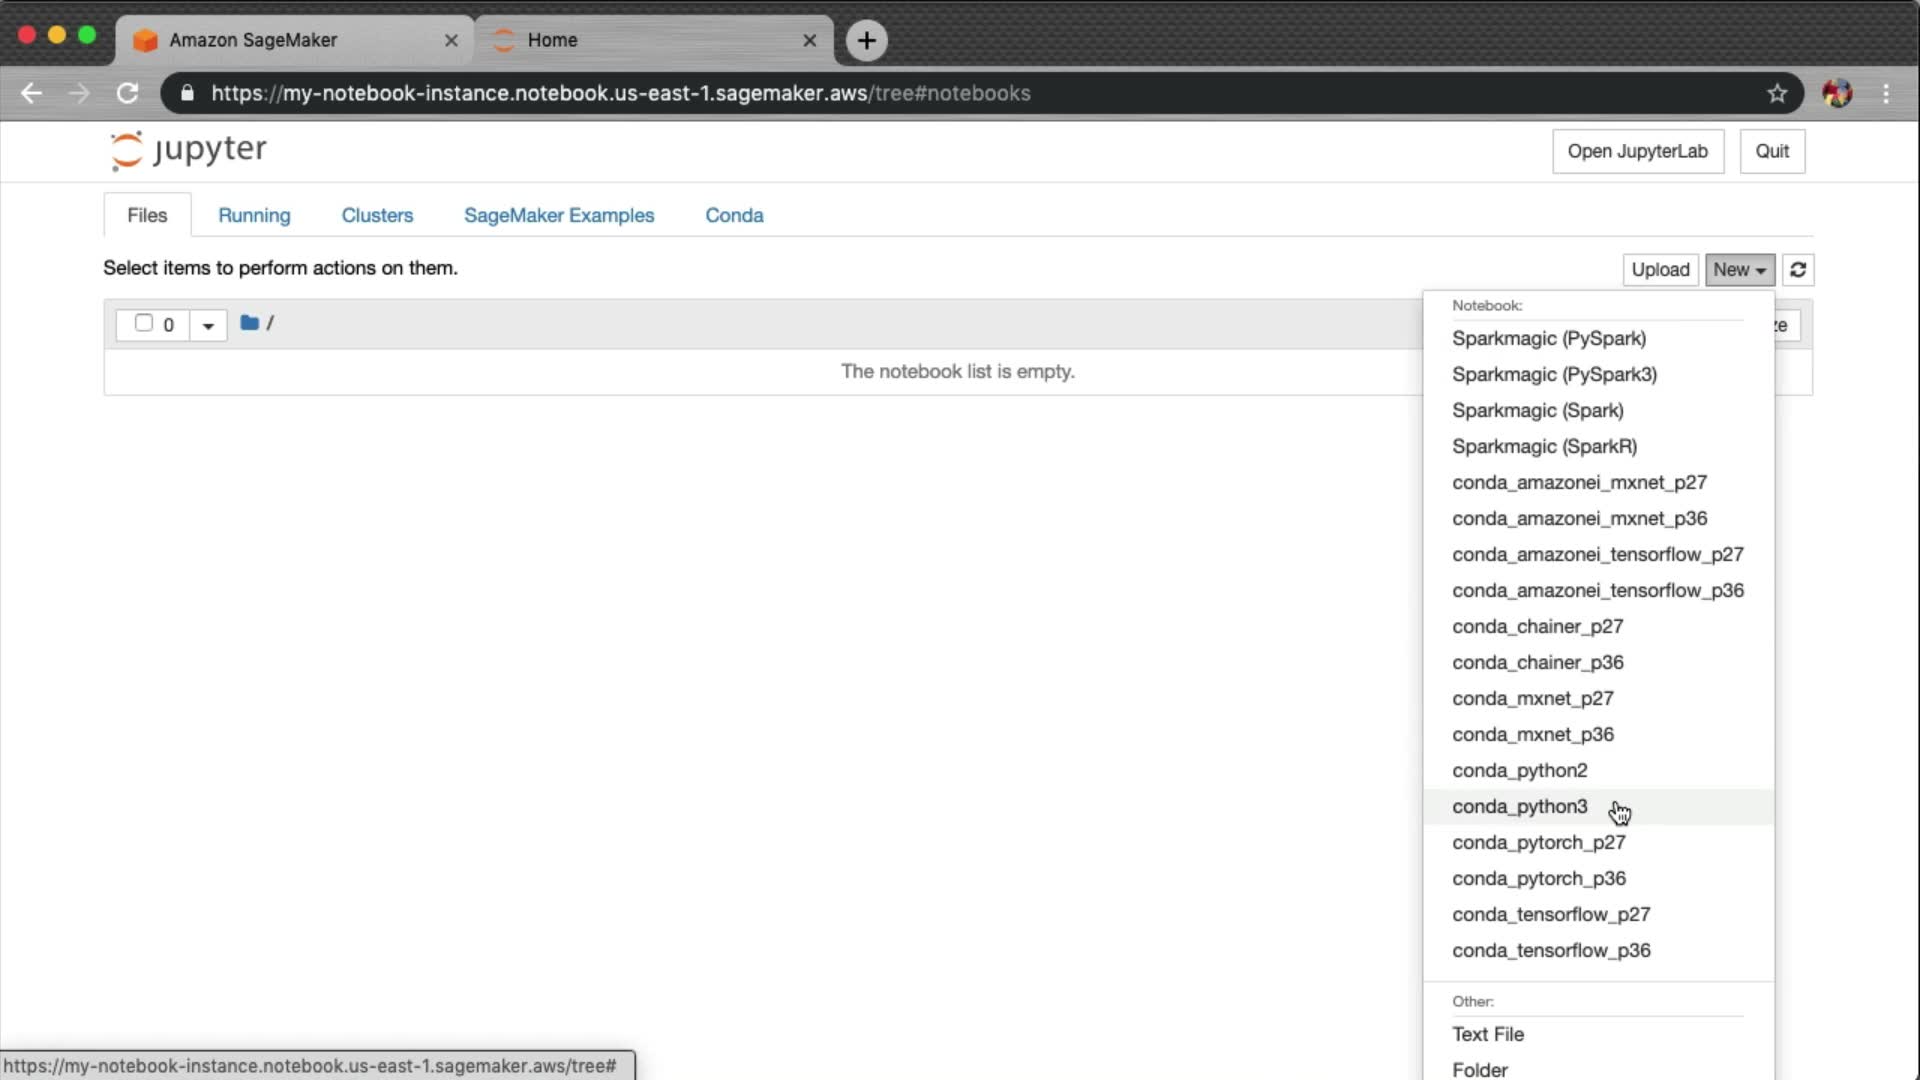 Amazon SageMaker
Home
https://my-notebook-instance.notebook.us-east-1.sagemaker.aws/tree#notebooks
jupyter
Open JupyterLab
Quit
Files
Running
Clusters
SageMaker Examples
Conda
Select items to perform actions on them.
Upload
New
0
/
The notebook list is empty.
Notebook:
Sparkmagic (PySpark)
Sparkmagic (PySpark3)
Sparkmagic (Spark)
Sparkmagic (SparkR)
conda_amazonei_mxnet_p27
conda_amazonei_mxnet_p36
conda_amazonei_tensorflow_p27
conda_amazonei_tensorflow_p36
conda_chainer_p27
conda_chainer_p36
conda_mxnet_p27
conda_mxnet_p36
conda_python2
conda_python3
conda_pytorch_p27
conda_pytorch_p36
conda_tensorflow_p27
conda_tensorflow_p36
Other:
Text File
Folder
https://my-notebook-instance.notebook.us-east-1.sagemaker.aws/tree#